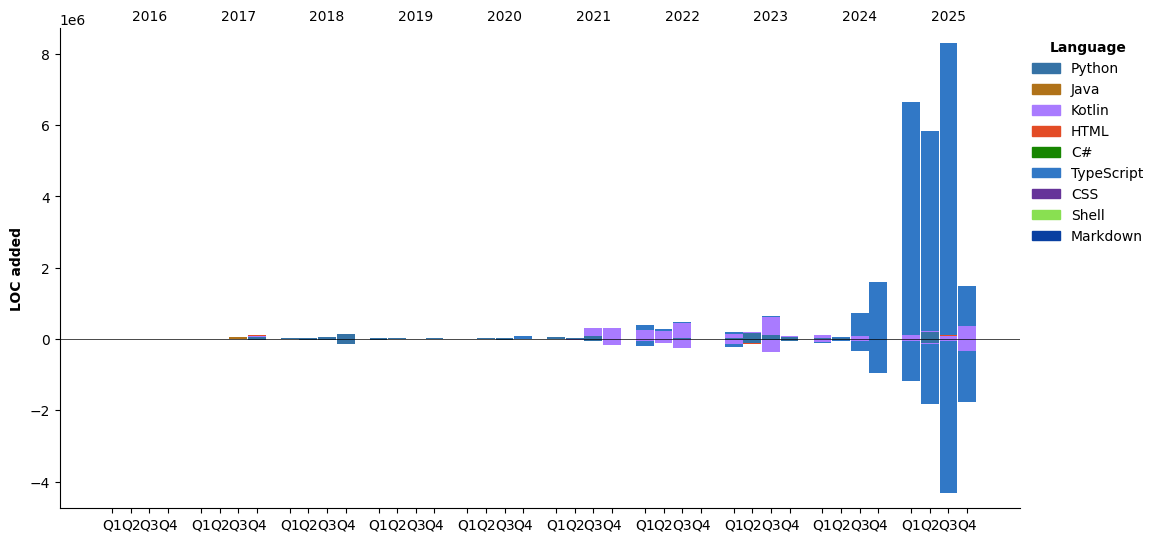 2016 2017 2018 2019 2020 2021 2022 2023 2024 2025
1e6
Language
Python
Java
Kotlin
HTML
C#
TypeScript
CSS
Shell
Markdown
LOC added
8
6
4
2
0
−2
−4
Q1Q2Q3Q4 Q1Q2Q3Q4 Q1Q2Q3Q4 Q1Q2Q3Q4 Q1Q2Q3Q4 Q1Q2Q3Q4 Q1Q2Q3Q4 Q1Q2Q3Q4 Q1Q2Q3Q4 Q1Q2Q3Q4